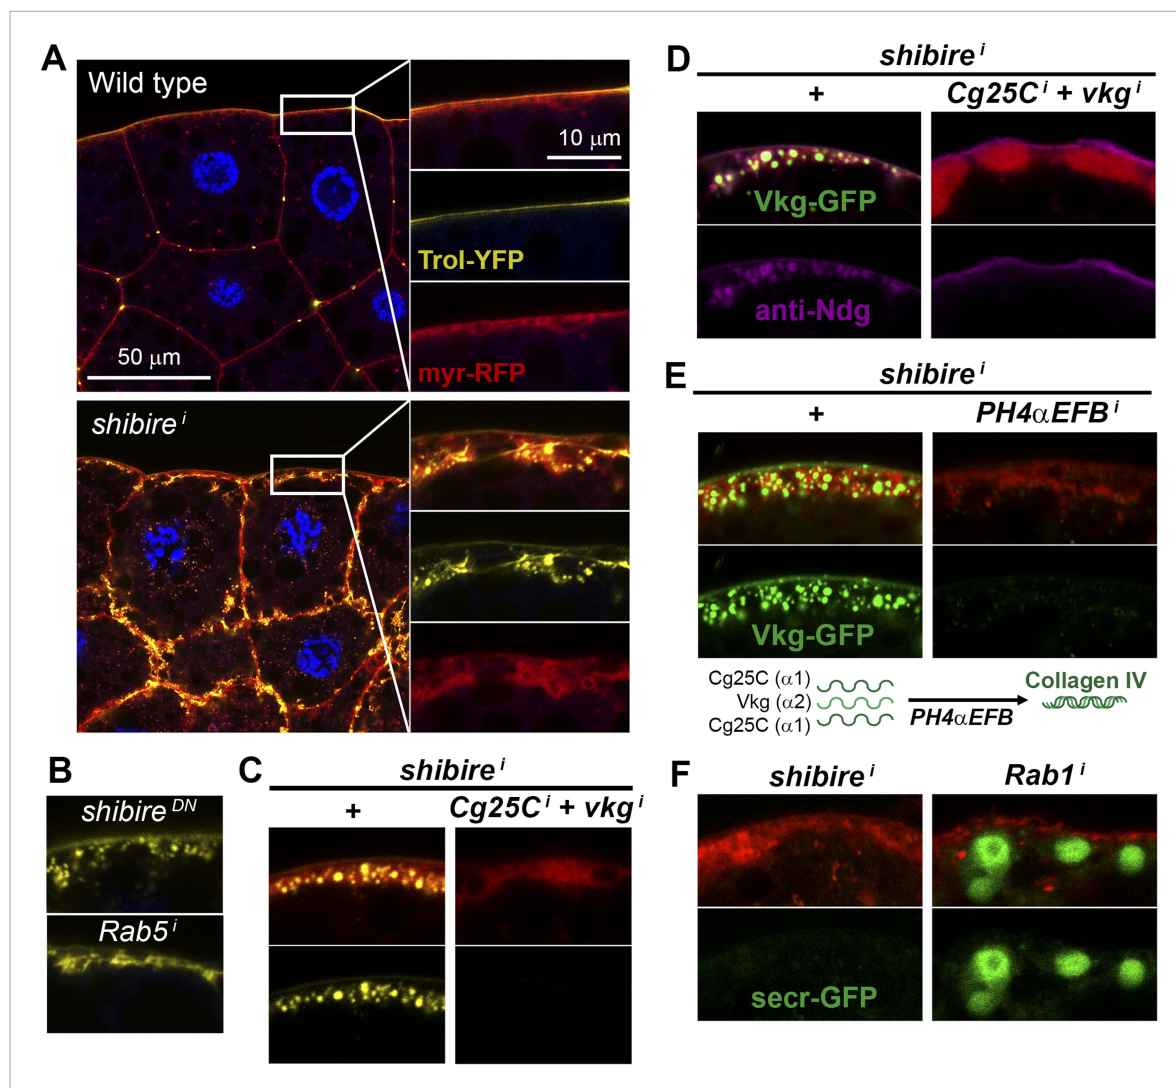 A
Wild type
10 μm
Trol-YFP
50 μm
myr-RFP
shibire i
B
shibire DN
Rab5 i
C
shibire i
+
Cg25C i + vkg i
D
shibire i
+
Cg25C i + vkg i
Vkg-GFP
anti-Ndg
E
shibire i
+
PH4αEFB i
Vkg-GFP
Cg25C (α1)
Vkg (α2)
Cg25C (α1)
PH4αEFB
Collagen IV
F
shibire i
Rab1 i
secr-GFP